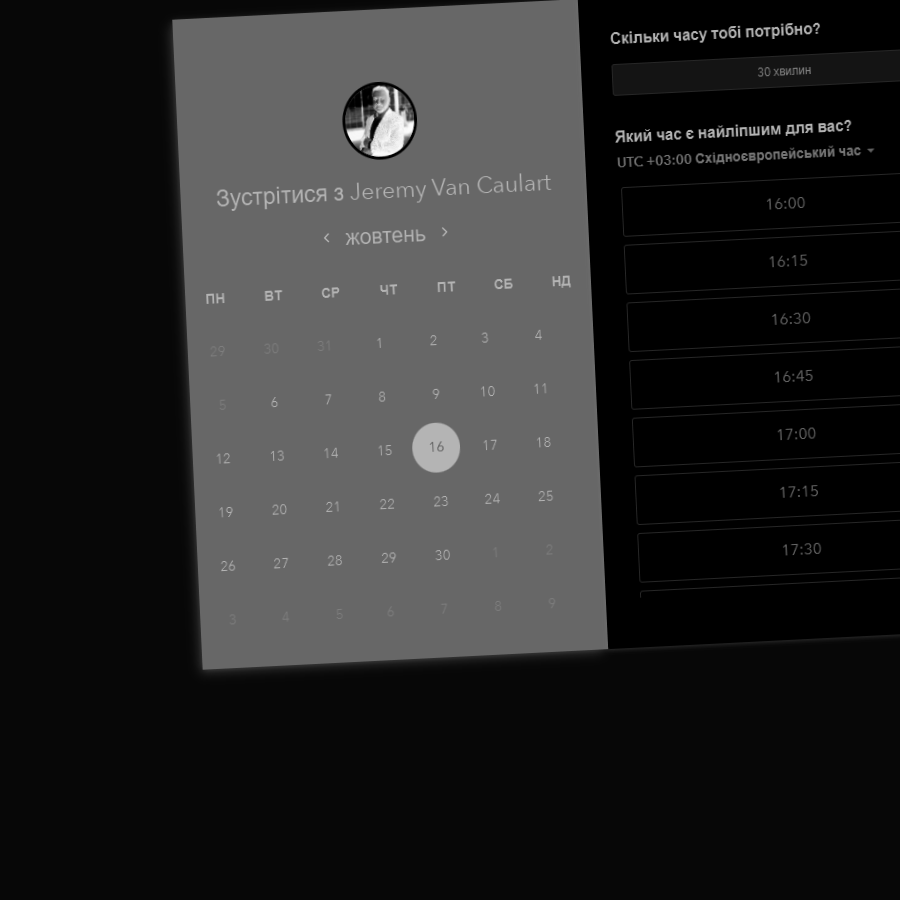 Зустрітися з Jeremy Van Caulart
жовтень
ПН ВТ СР ЧТ ПТ СБ НД
29 30 31 1 2 3 4
5 6 7 8 9 10 11
12 13 14 15 16 17 18
19 20 21 22 23 24 25
26 27 28 29 30 1 2
3 4 5 6 7 8 9
Скільки часу тобі потрібно?
30 хвилин
Який час є найліпшим для вас?
UTC +03:00 Східноєвропейський час
16:00
16:15
16:30
16:45
17:00
17:15
17:30